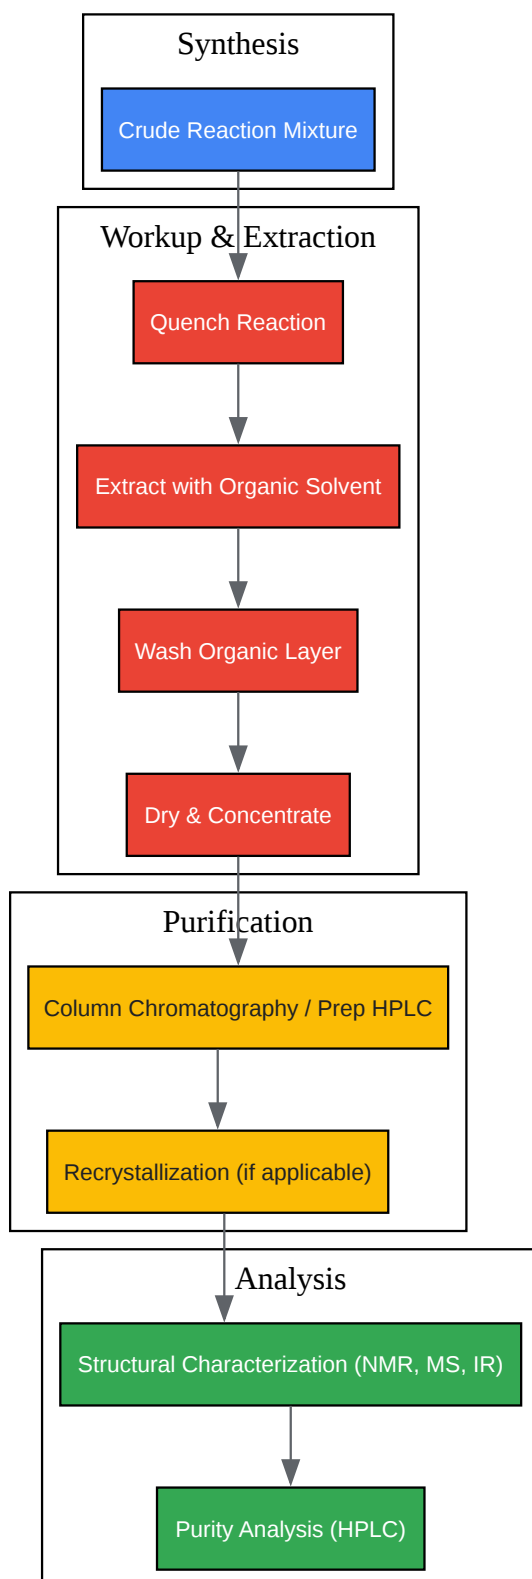 Synthesis
Crude Reaction Mixture
Workup & Extraction
Quench Reaction
Extract with Organic Solvent
Wash Organic Layer
Dry & Concentrate
Purification
Column Chromatography / Prep HPLC
Recrystallization (if applicable)
Analysis
Structural Characterization (NMR, MS, IR)
Purity Analysis (HPLC)